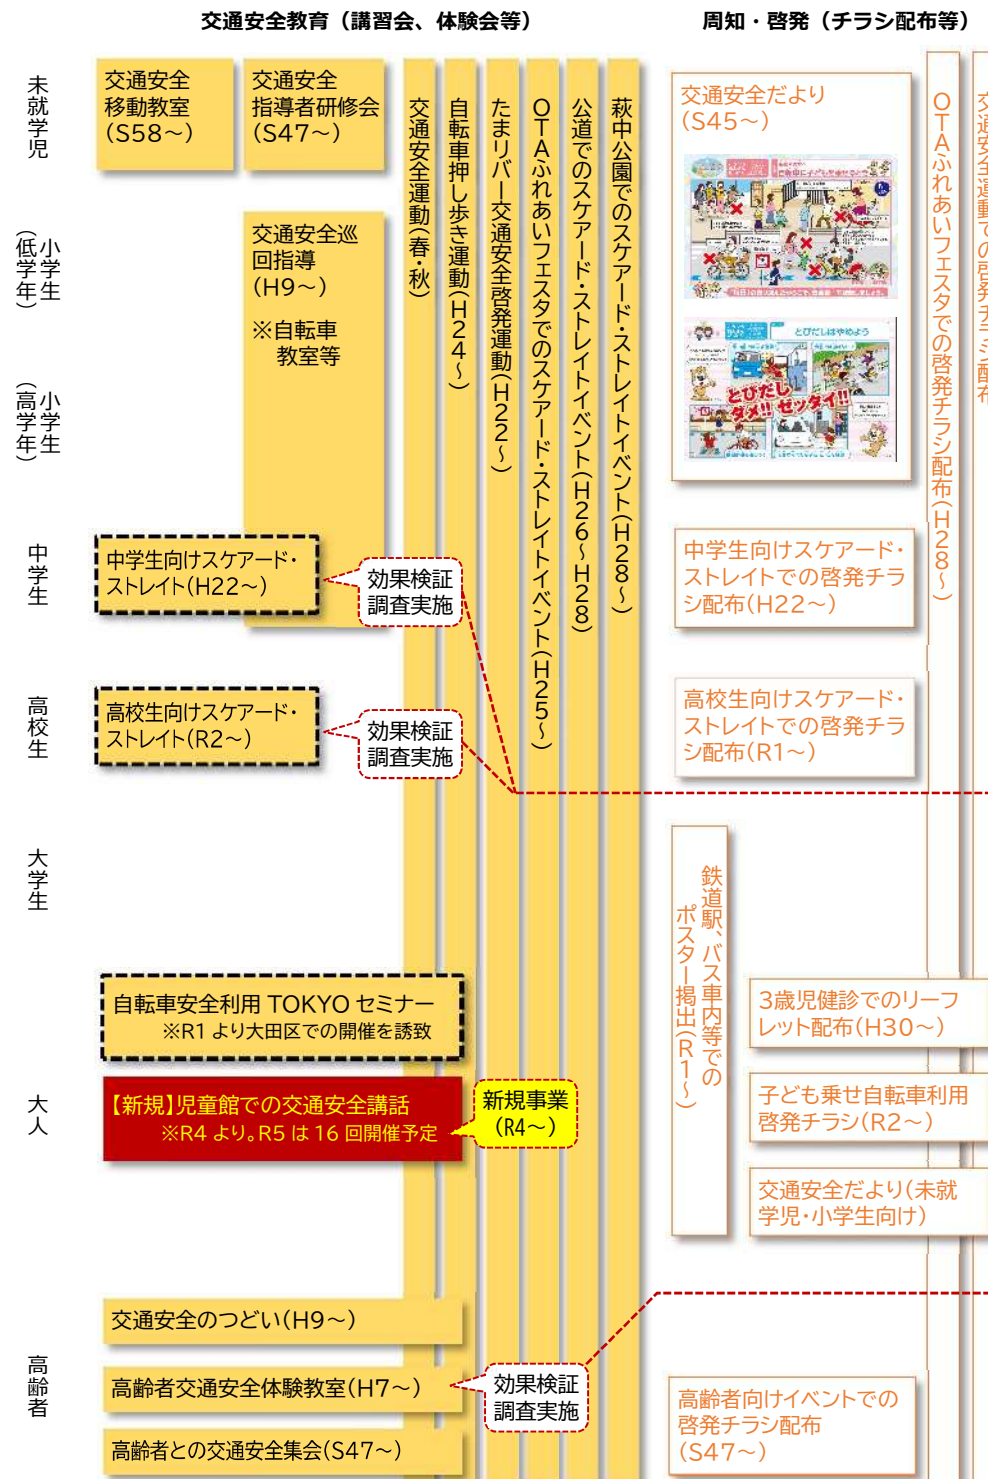 交通安全教育（講習会、体験会等）
周知・啓発（チラシ配布等）
未就学児
交通安全
移動教室
(S58～)
交通安全
指導者研修会
(S47～)
交通安全運動(春・秋)
自転車押し歩き運動(H24～)
たまリバー交通安全啓発運動(H22～)
OTAふれあいフェスタでのスケアード・ストレイトイベント(H25～)
公道でのスケアード・ストレイトイベント(H26～H28)
萩中公園でのスケアード・ストレイトイベント(H28～)
交通安全だより
(S45～)
とびだしはやめよう
とびだし
ダメ!! ゼッタイ!!
OTAふれあいフェスタでの啓発チラシ配布(H28～)
交通安全運動での啓発チラシ配布
小学生
(低学年)
交通安全巡
回指導
(H9～)
※自転車
教室等
小学生
(高学年)
中学生
中学生向けスケアード・
ストレイト(H22～)
効果検証
調査実施
中学生向けスケアード・
ストレイトでの啓発チラ
シ配布(H22～)
高校生
高校生向けスケアード・
ストレイト(R2～)
効果検証
調査実施
高校生向けスケアード・
ストレイトでの啓発チラ
シ配布(R1～)
大学生
鉄道駅、バス車内等での
ポスター掲出(R1～)
自転車安全利用 TOKYO セミナー
※R1 より大田区での開催を誘致
3歳児健診でのリーフ
レット配布(H30～)
大人
【新規】児童館での交通安全講話
※R4 より。R5 は 16 回開催予定
新規事業
(R4～)
子ども乗せ自転車利用
啓発チラシ(R2～)
交通安全だより(未就
学児・小学生向け)
高齢者
交通安全のつどい(H9～)
高齢者交通安全体験教室(H7～)
効果検証
調査実施
高齢者との交通安全集会(S47～)
高齢者向けイベントでの
啓発チラシ配布
(S47～)